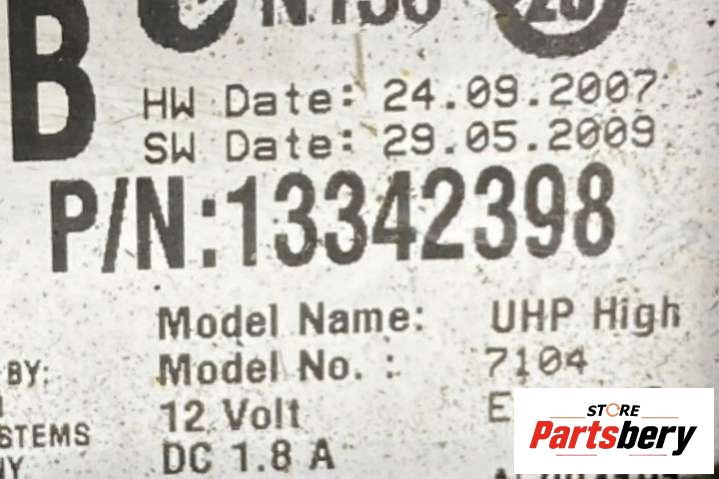 B
HW Date: 24.09.2007
SW Date: 29.05.2009
P/N:13342398
Model Name: UHP High
BY: Model No. : 7104
12 Volt
STEMS DC 1.8 A
STORE
Partsbery